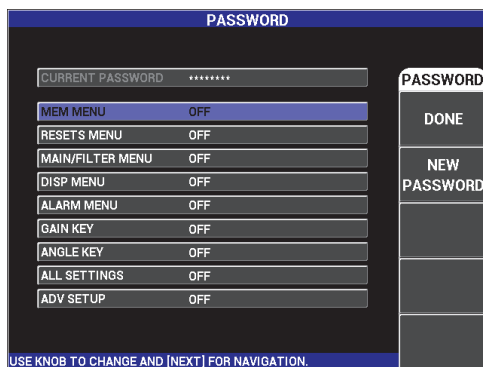 PASSWORD
CURRENT PASSWORD ********
MEM MENU OFF
RESETS MENU OFF
MAIN/FILTER MENU OFF
DISP MENU OFF
ALARM MENU OFF
GAIN KEY OFF
ANGLE KEY OFF
ALL SETTINGS OFF
ADV SETUP OFF
PASSWORD
DONE
NEW
PASSWORD
USE KNOB TO CHANGE AND [NEXT] FOR NAVIGATION.